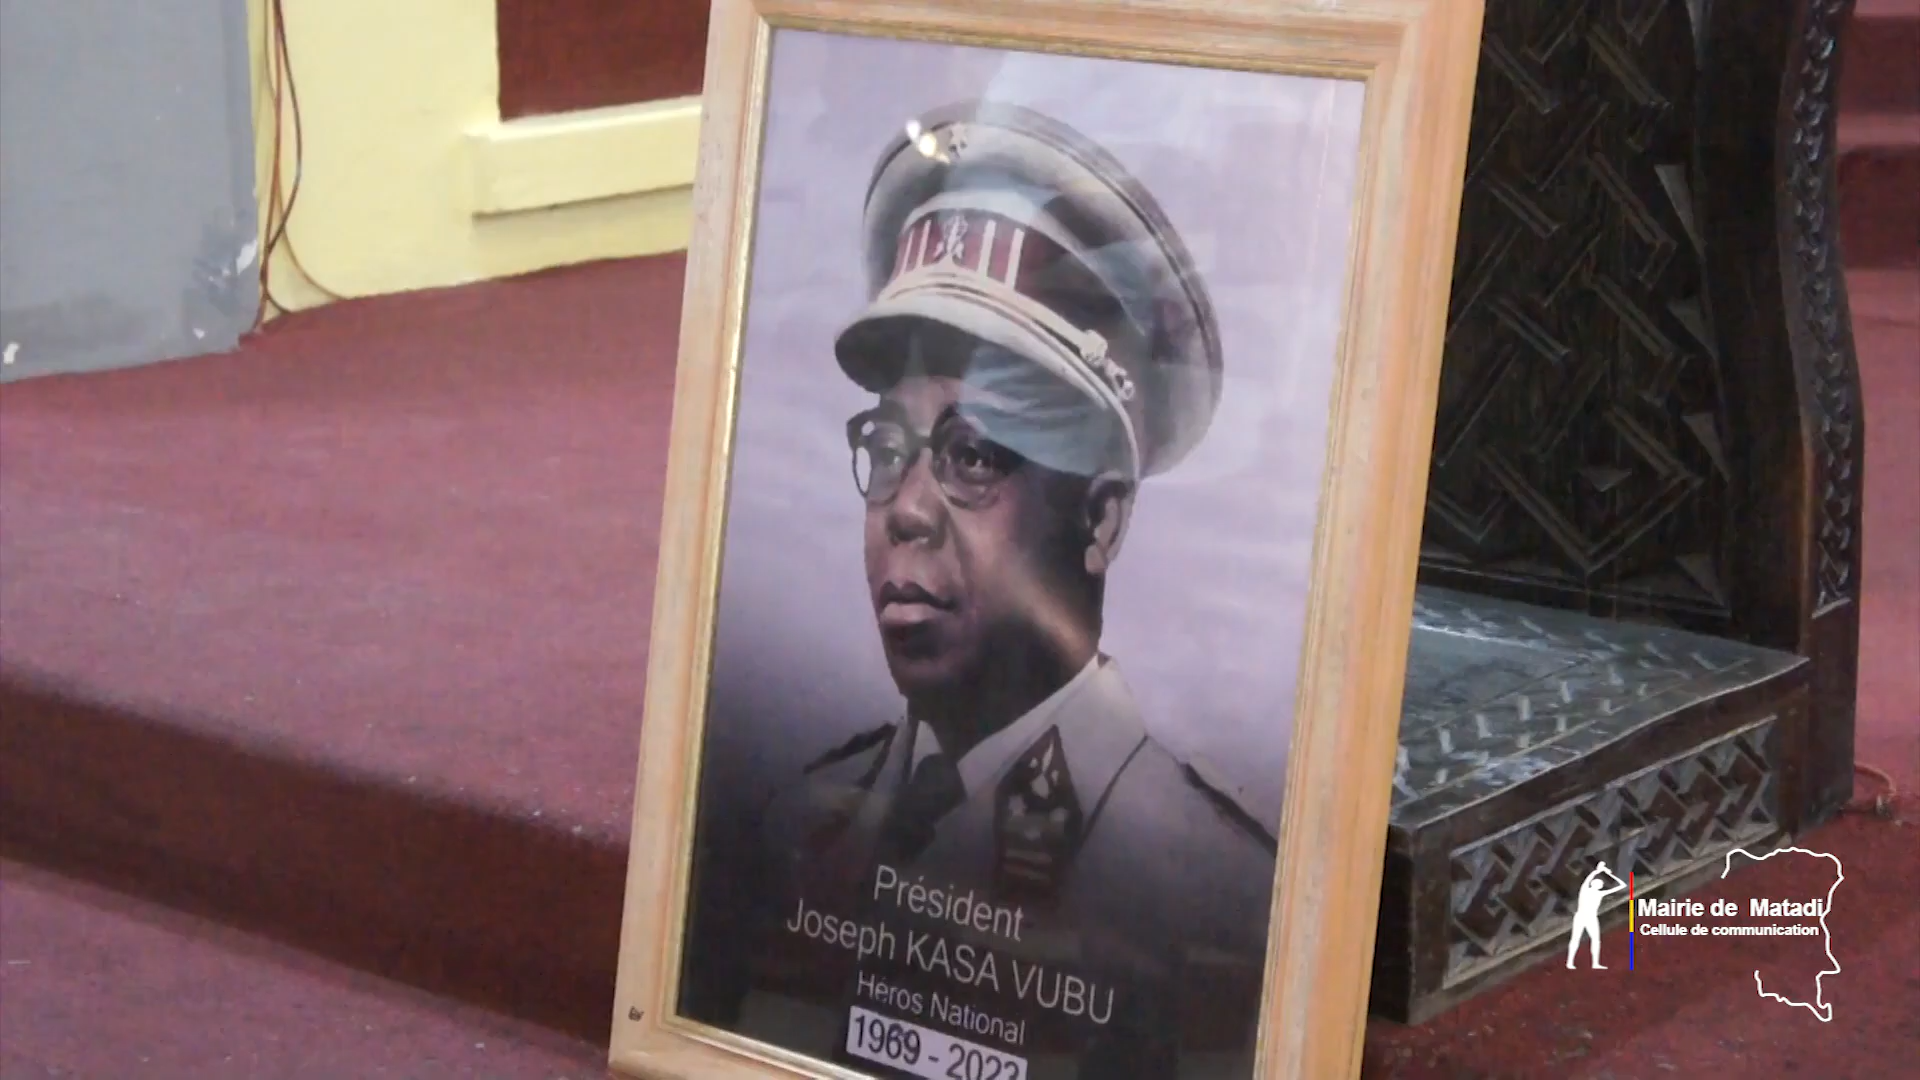 Président
Joseph KASA VUBU
Héros National
1969 - 2023
Mairie de Matadi
Cellule de communication